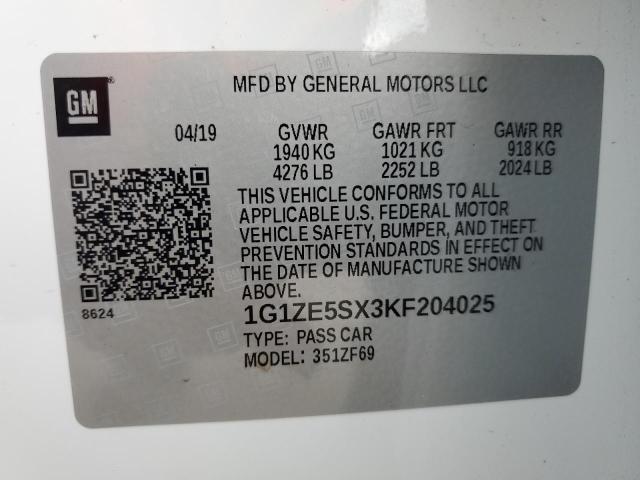 GM
MFD BY GENERAL MOTORS LLC
04/19 GVWR GAWR FRT GAWR RR
1940 KG 1021 KG 918 KG
4276 LB 2252 LB 2024 LB
THIS VEHICLE CONFORMS TO ALL
APPLICABLE U.S. FEDERAL MOTOR
VEHICLE SAFETY, BUMPER, AND THEFT
PREVENTION STANDARDS IN EFFECT ON
THE DATE OF MANUFACTURE SHOWN
ABOVE.
8624
1G1ZE5SX3KF204025
TYPE: PASS CAR
MODEL: 351ZF69